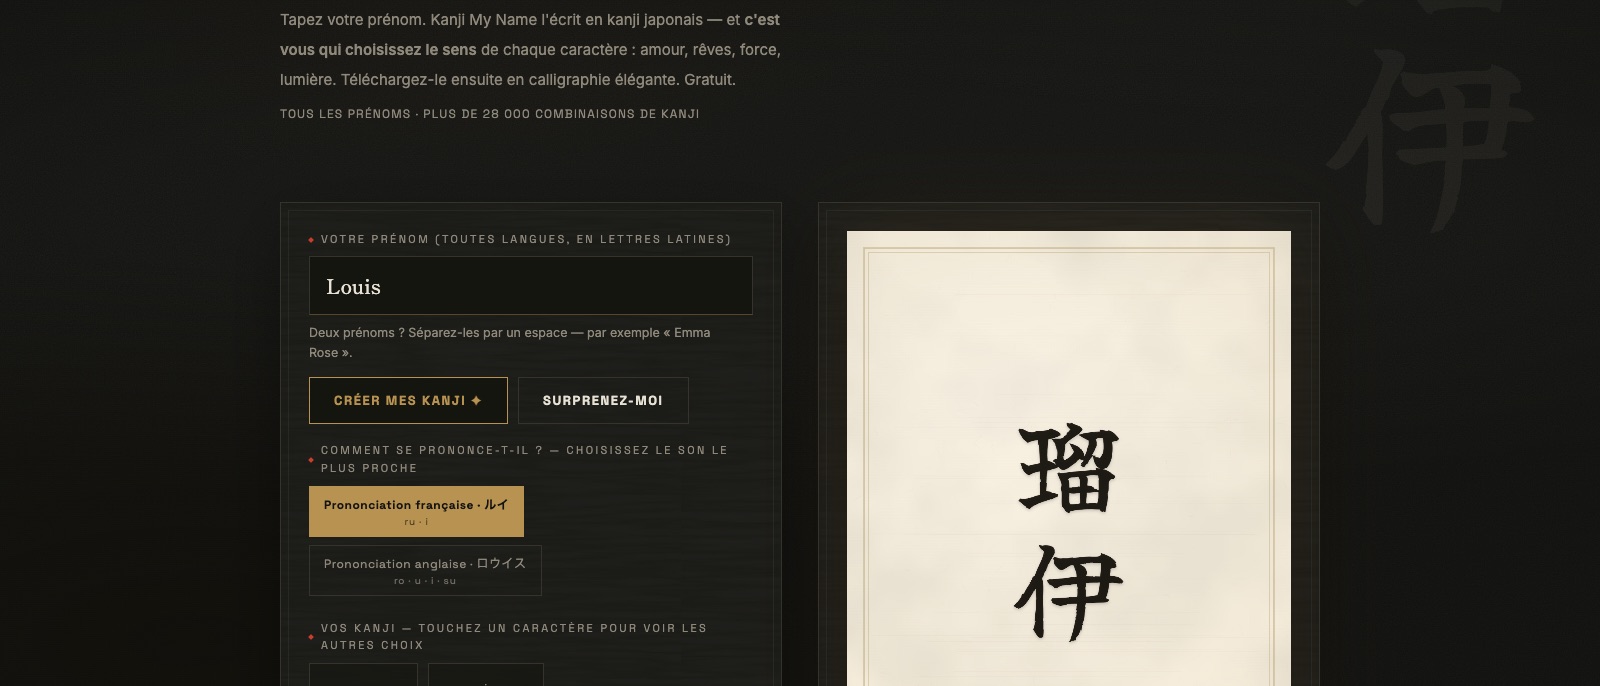 Tapez votre prénom. Kanji My Name l'écrit en kanji japonais — et c'est
vous qui choisissez le sens de chaque caractère : amour, rêves, force,
lumière. Téléchargez-le ensuite en calligraphie élégante. Gratuit.
TOUS LES PRÉNOMS · PLUS DE 28 000 COMBINAISONS DE KANJI
伊
VOTRE PRÉNOM (TOUTES LANGUES, EN LETTRES LATINES)
Louis
Deux prénoms ? Séparez-les par un espace — par exemple « Emma
Rose ».
CRÉER MES KANJI ✦
SURPRENEZ-MOI
COMMENT SE PRONONCE-T-IL ? — CHOISISSEZ LE SON LE
PLUS PROCHE
Prononciation française · ルイ
ru · i
Prononciation anglaise · ロウイス
ro · u · i · su
VOS KANJI — TOUCHEZ UN CARACTÈRE POUR VOIR LES
AUTRES CHOIX
瑠
伊